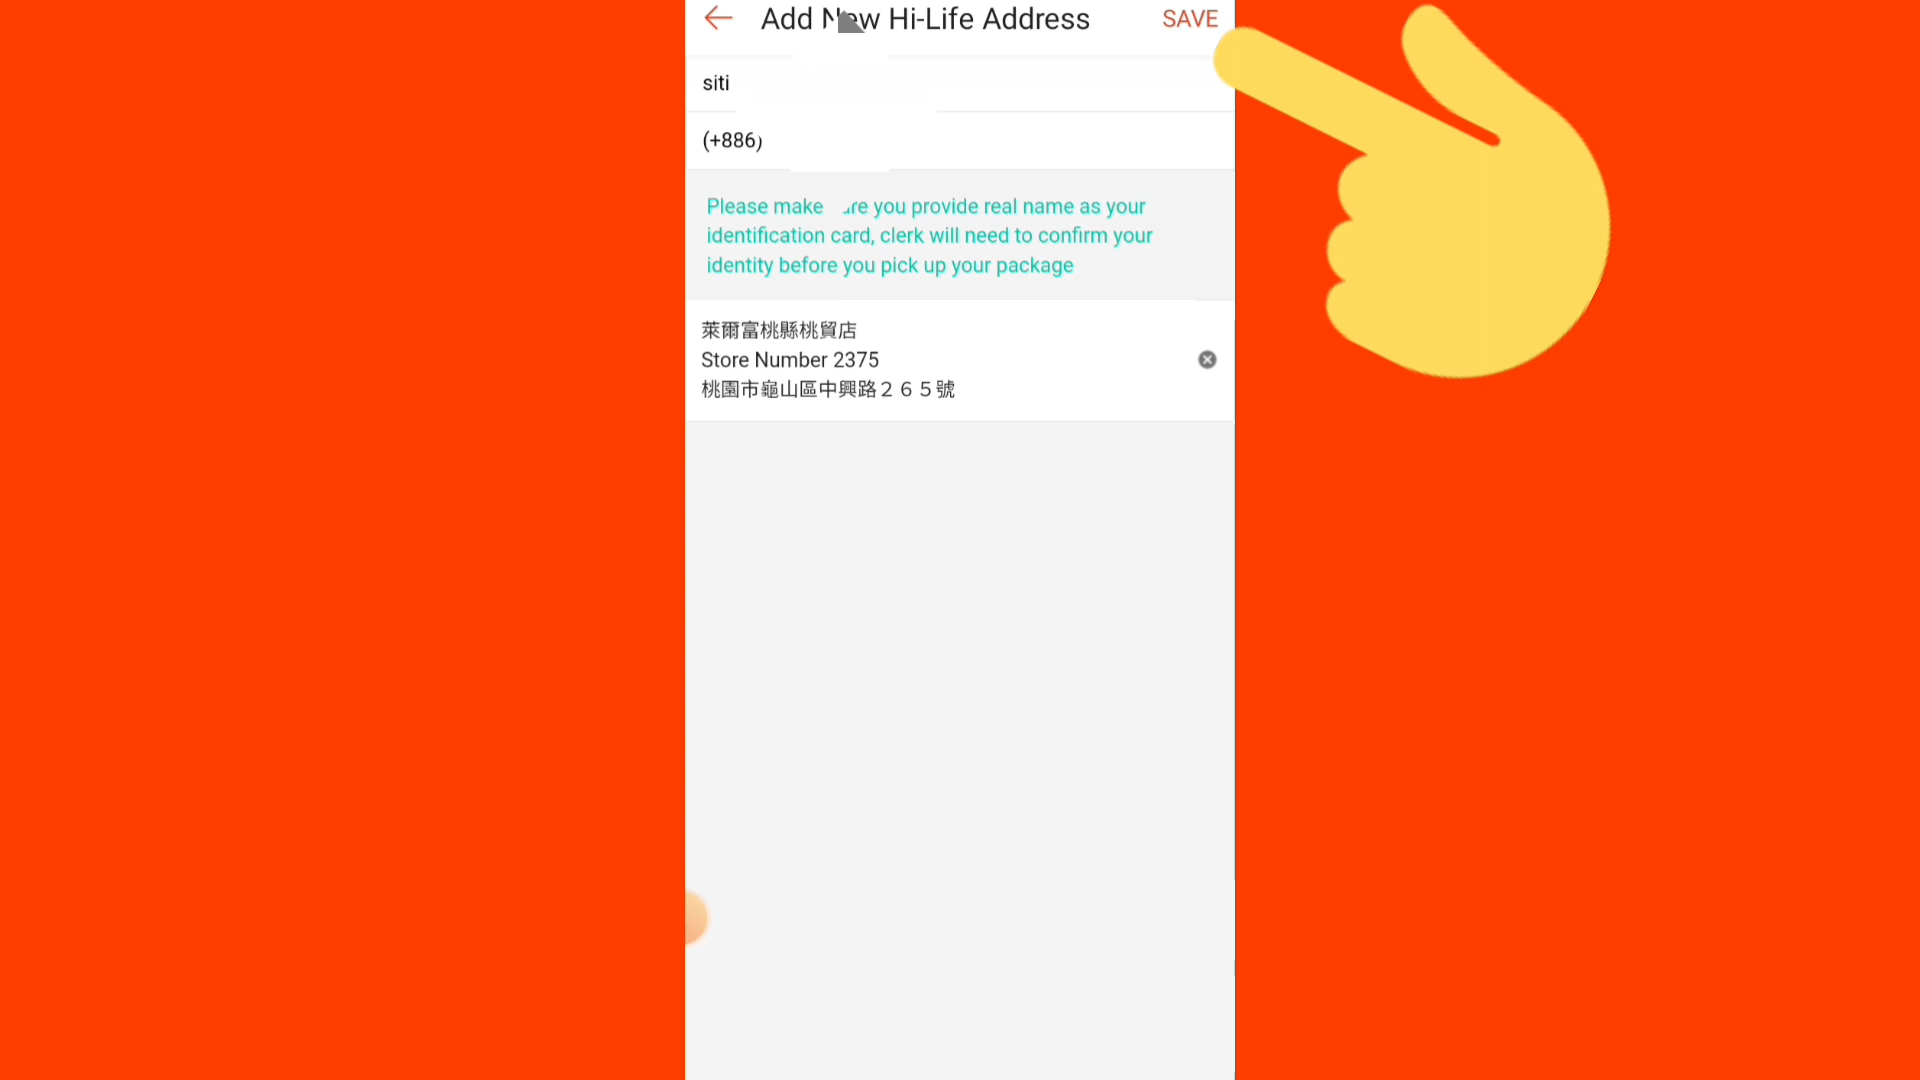 Add New Hi-Life Address
SAVE
siti
(+886)
Please make you provide real name as your
identification card, clerk will need to confirm your
identity before you pick up your package
萊爾富桃縣桃貿店
Store Number 2375
桃園市龜山區中興路２６５號